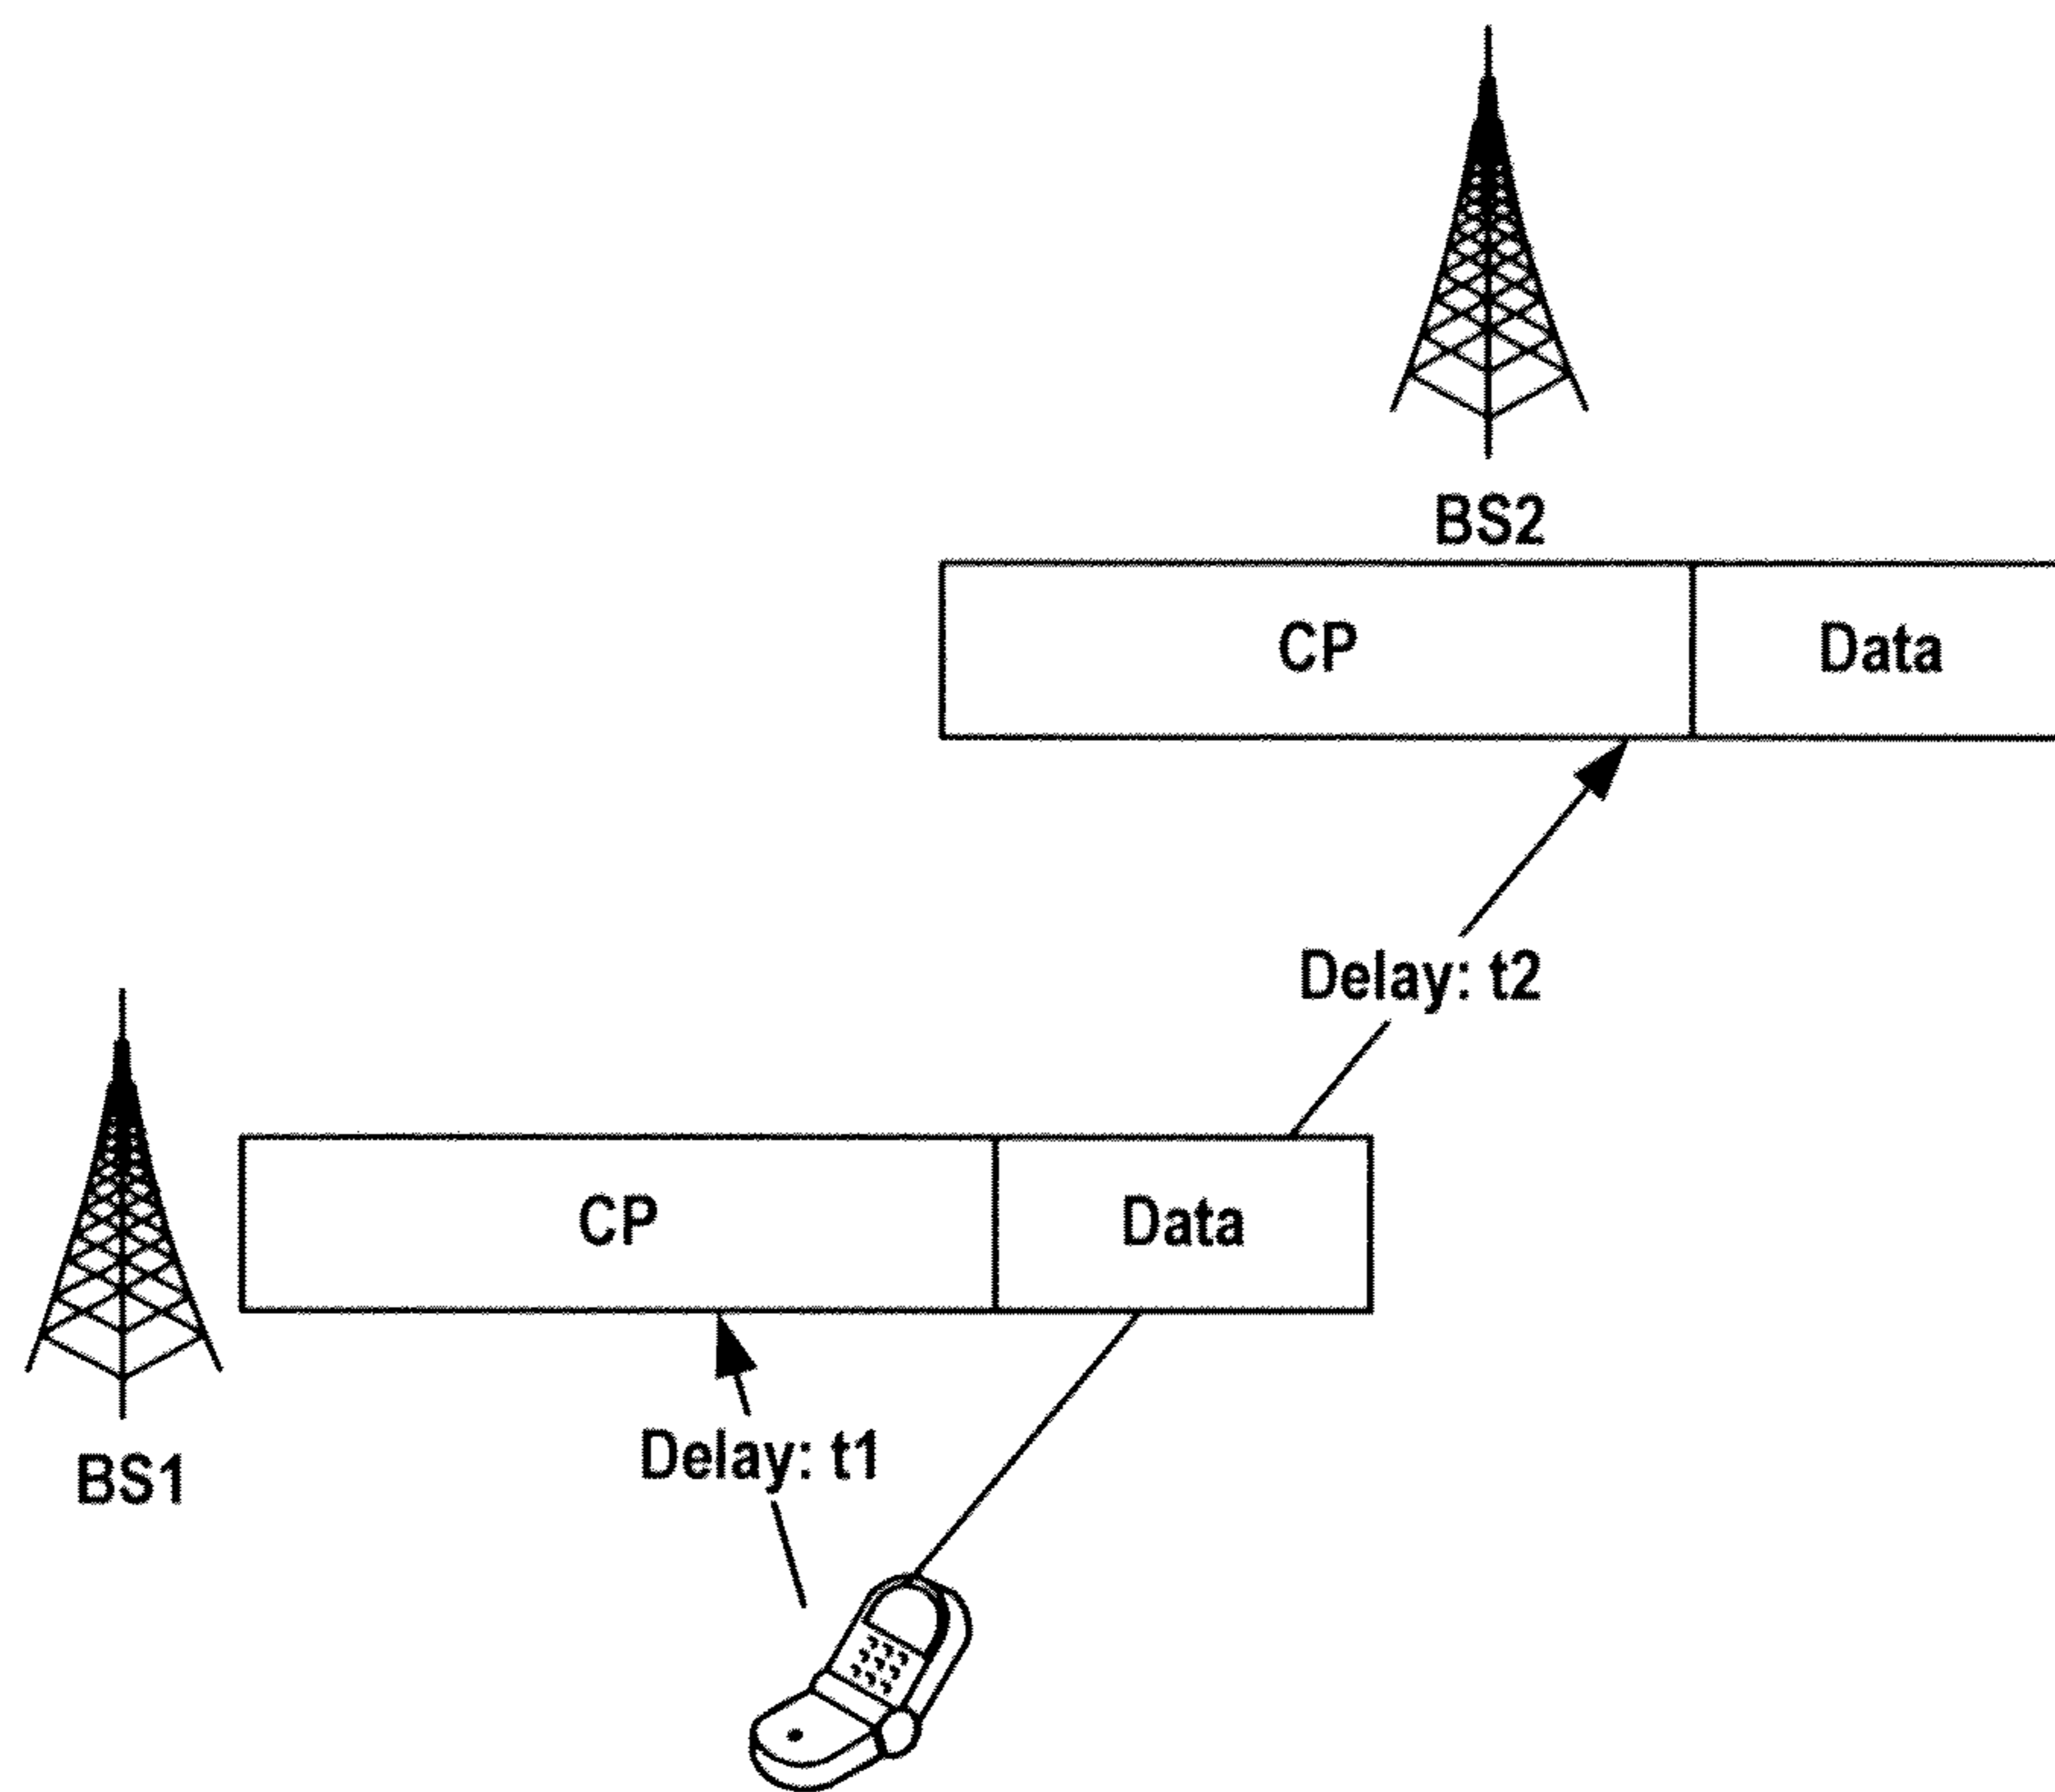 BS2
CP Data
Delay: t2
CP Data
Delay: t1
BS1